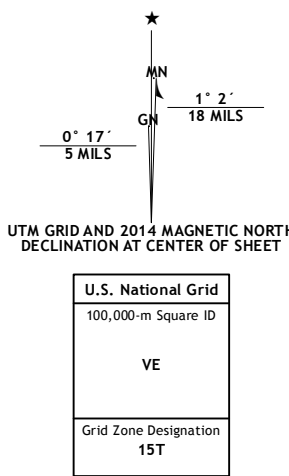 MN
1° 2´
18 MILS
GN
0° 17´
5 MILS
UTM GRID AND 2014 MAGNETIC NORTH
DECLINATION AT CENTER OF SHEET
U.S. National Grid
100,000-m Square ID
VE
Grid Zone Designation
15T